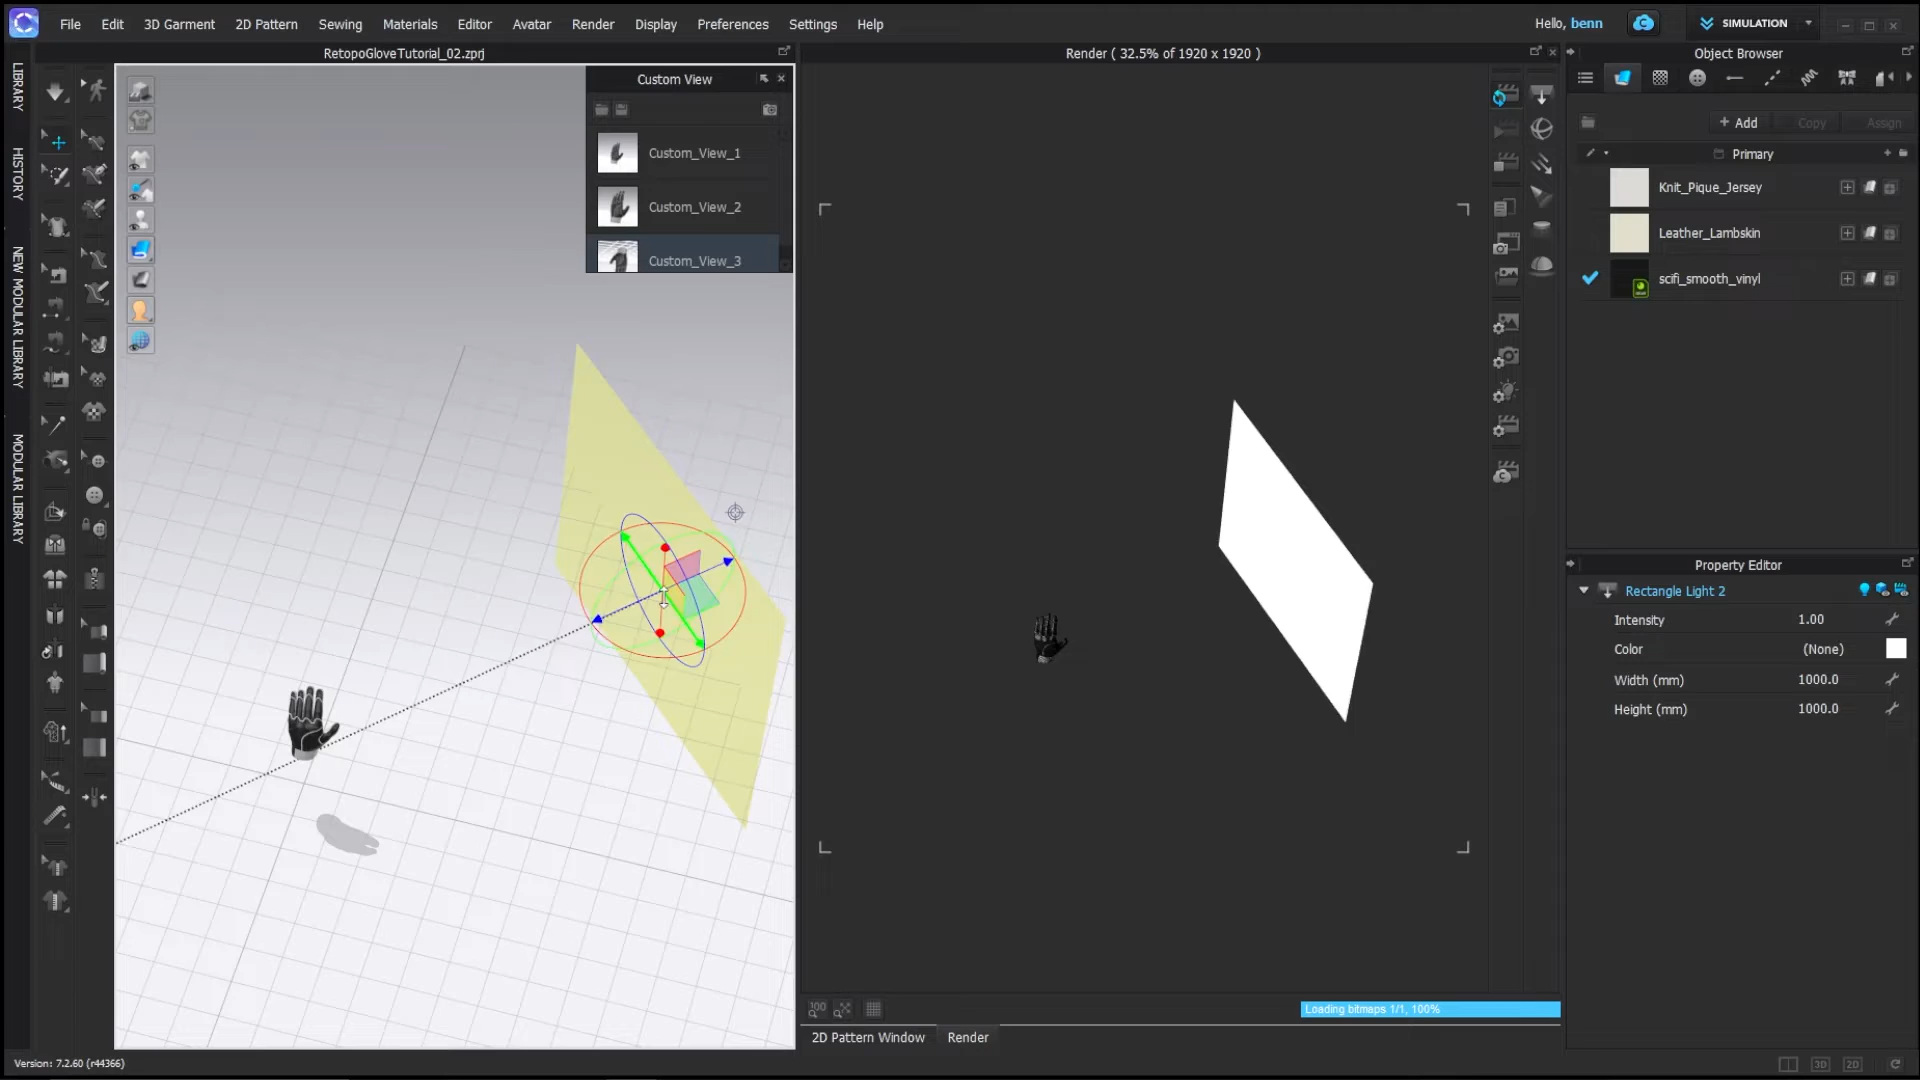 File Edit 3D Garment 2D Pattern Sewing Materials Editor Avatar Render Display Preferences Settings Help
Hello, benn
SIMULATION
RetopoGloveTutorial_02.zprj
Render ( 32.5% of 1920 x 1920 )
Object Browser
LIBRARY
HISTORY
NEW MODULAR LIBRARY
MODULAR LIBRARY
Custom View
Custom_View_1
Custom_View_2
Custom_View_3
+ Add Copy Assign
Primary
Knit_Pique_Jersey
Leather_Lambskin
scifi_smooth_vinyl
Property Editor
Rectangle Light 2
Intensity 1.00
Color (None)
Width (mm) 1000.0
Height (mm) 1000.0
100
Loading bitmaps 1/1, 100%
2D Pattern Window Render
Version: 7.2.60 (r44366)
3D 2D